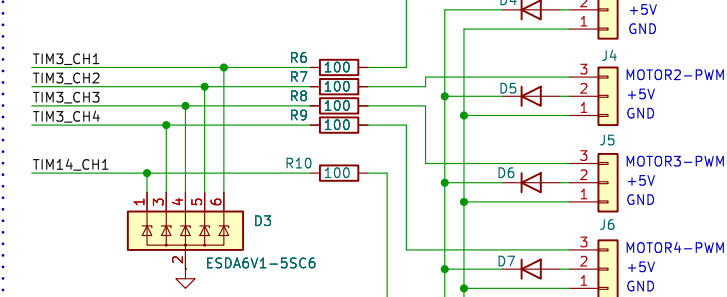 D4
2
+5V
1
GND
TIM3_CH1
R6
100
J4
TIM3_CH2
R7
100
3
MOTOR2-PWM
TIM3_CH3
R8
100
D5
2
+5V
TIM3_CH4
R9
100
1
GND
J5
TIM14_CH1
R10
100
3
MOTOR3-PWM
D6
2
+5V
1
3
4
5
6
1
GND
D3
J6
3
MOTOR4-PWM
2
ESDA6V1-5SC6
D7
2
+5V
1
GND